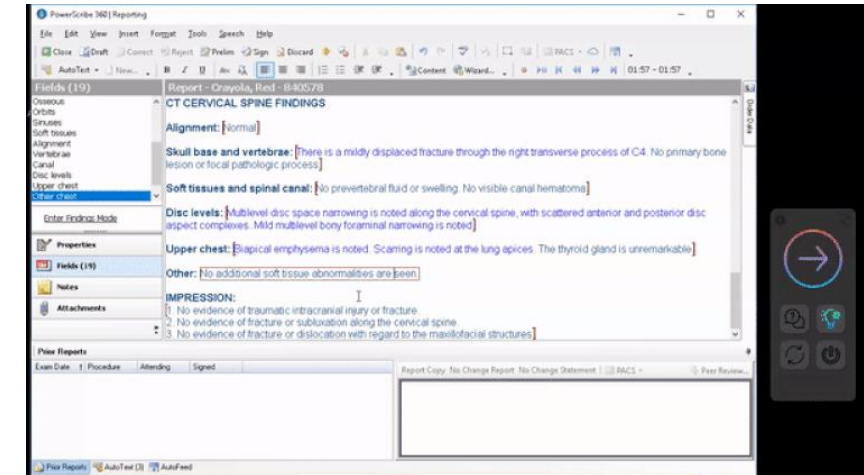 PowerScribe 360 | Reporting
File Edit View Insert Format Tools Speech Help
Close Draft Correct Reject Prelim Sign Discard PACS
AutoText New... B I U Content Wizard... 01:57 - 01:57
Fields (19)
Report - Crayola, Red - 840578
Osseous
Orbits
Sinuses
Soft tissues
Alignment
Vertebrae
Canal
Disc levels
Upper chest
Other chest
Enter Findings Mode
Properties
Fields (19)
Notes
Attachments
CT CERVICAL SPINE FINDINGS
Alignment: [Normal]
Skull base and vertebrae: [There is a mildly displaced fracture through the right transverse process of C4. No primary bone
lesion or focal pathologic process.]
Soft tissues and spinal canal: [No prevertebral fluid or swelling. No visible canal hematoma]
Disc levels: [Multilevel disc space narrowing is noted along the cervical spine, with scattered anterior and posterior disc
aspect complexes. Mild multilevel bony foraminal narrowing is noted]
Upper chest: [Biapical emphysema is noted. Scarring is noted at the lung apices. The thyroid gland is unremarkable]
Other: [No additional soft tissue abnormalities are seen.
IMPRESSION:
[1. No evidence of traumatic intracranial injury or fracture.
2. No evidence of fracture or subluxation along the cervical spine.
3. No evidence of fracture or dislocation with regard to the maxillofacial structures]
Order Data
Prior Reports
Exam Date ! Procedure Attending Signed
Report Copy No Change Report No Change Statement PACS Peer Review...
Prior Reports AutoText (3) AutoFeed